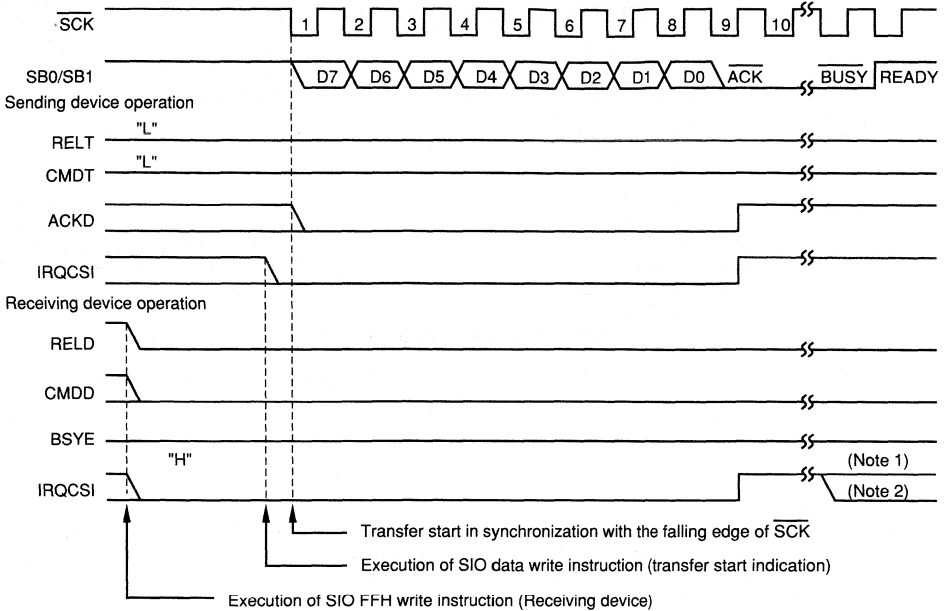 SCK 1 2 3 4 5 6 7 8 9 10
SB0/SB1 D7 D6 D5 D4 D3 D2 D1 D0 ACK BUSY READY
Sending device operation
RELT "L"
CMDT "L"
ACKD
IRQCSI
Receiving device operation
RELD
CMDD
BSYE
"H"
IRQCSI (Note 1)
(Note 2)
Transfer start in synchronization with the falling edge of SCK
Execution of SIO data write instruction (transfer start indication)
Execution of SIO FFH write instruction (Receiving device)